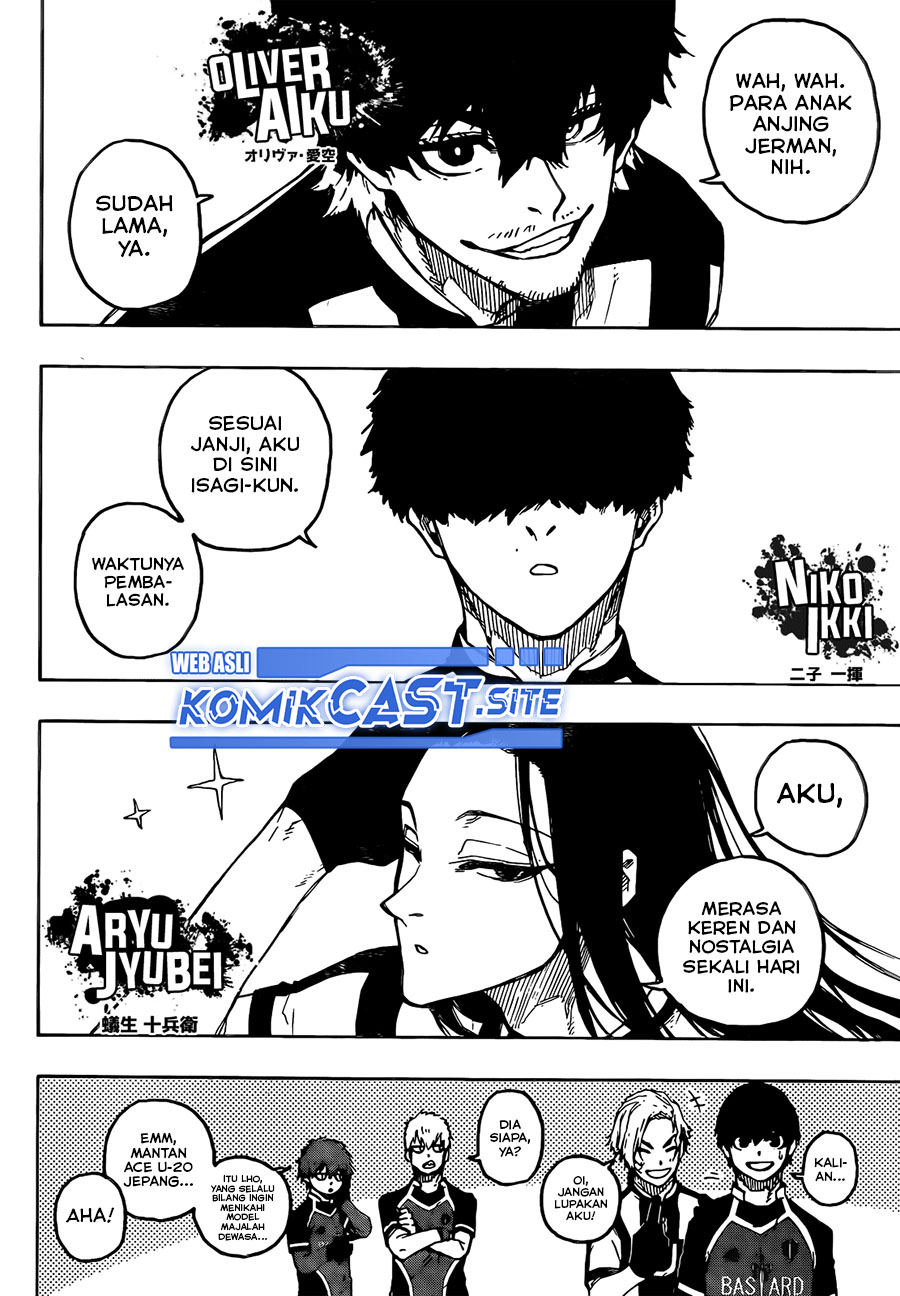 OLIVER
AIKU
オリヴァ・愛空
WAH, WAH.
PARA ANAK
ANJING
JERMAN,
NIH.
SUDAH
LAMA,
YA.
SESUAI
JANJI, AKU
DI SINI
ISAGI-KUN.
WAKTUNYA
PEMBA-
LASAN.
NIKO
IKKI
二子 一揮
WEB ASLI
KOMIKCAST.SITE
AKU,
MERASA
KEREN DAN
NOSTALGIA
SEKALI HARI
INI.
ARYU
JYUBEI
蟻生 十兵衛
KALI-
AN...
OI,
JANGAN
LUPAKAN
AKU!
DIA
SIAPA,
YA?
ITU LHO,
YANG SELALU
BILANG INGIN
MENIKAHI
MODEL
MAJALAH
DEWASA...
EMM,
MANTAN
ACE U-20
JEPANG...
AHA!
BASTARD